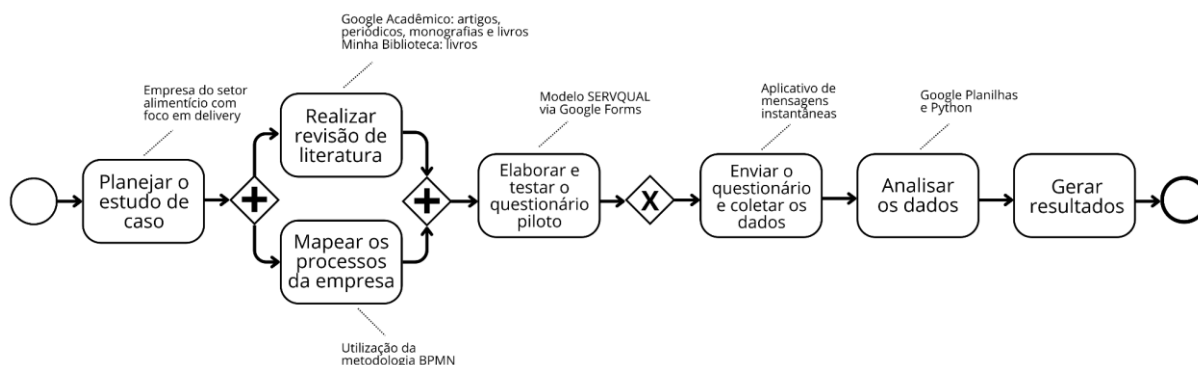 Google Acadêmico: artigos,
periódicos, monografias e livros
Minha Biblioteca: livros
Empresa do setor
alimentício com
foco em delivery
Planejar o
estudo de
caso
Realizar
revisão de
literatura
Mapear os
processos
da empresa
Utilização da
metodologia BPMN
Modelo SERVQUAL
via Google Forms
Elaborar e
testar o
questionário
piloto
X
Aplicativo de
mensagens
instantâneas
Enviar o
questionário
e coletar os
dados
Google Planilhas
e Python
Analisar
os dados
Gerar
resultados